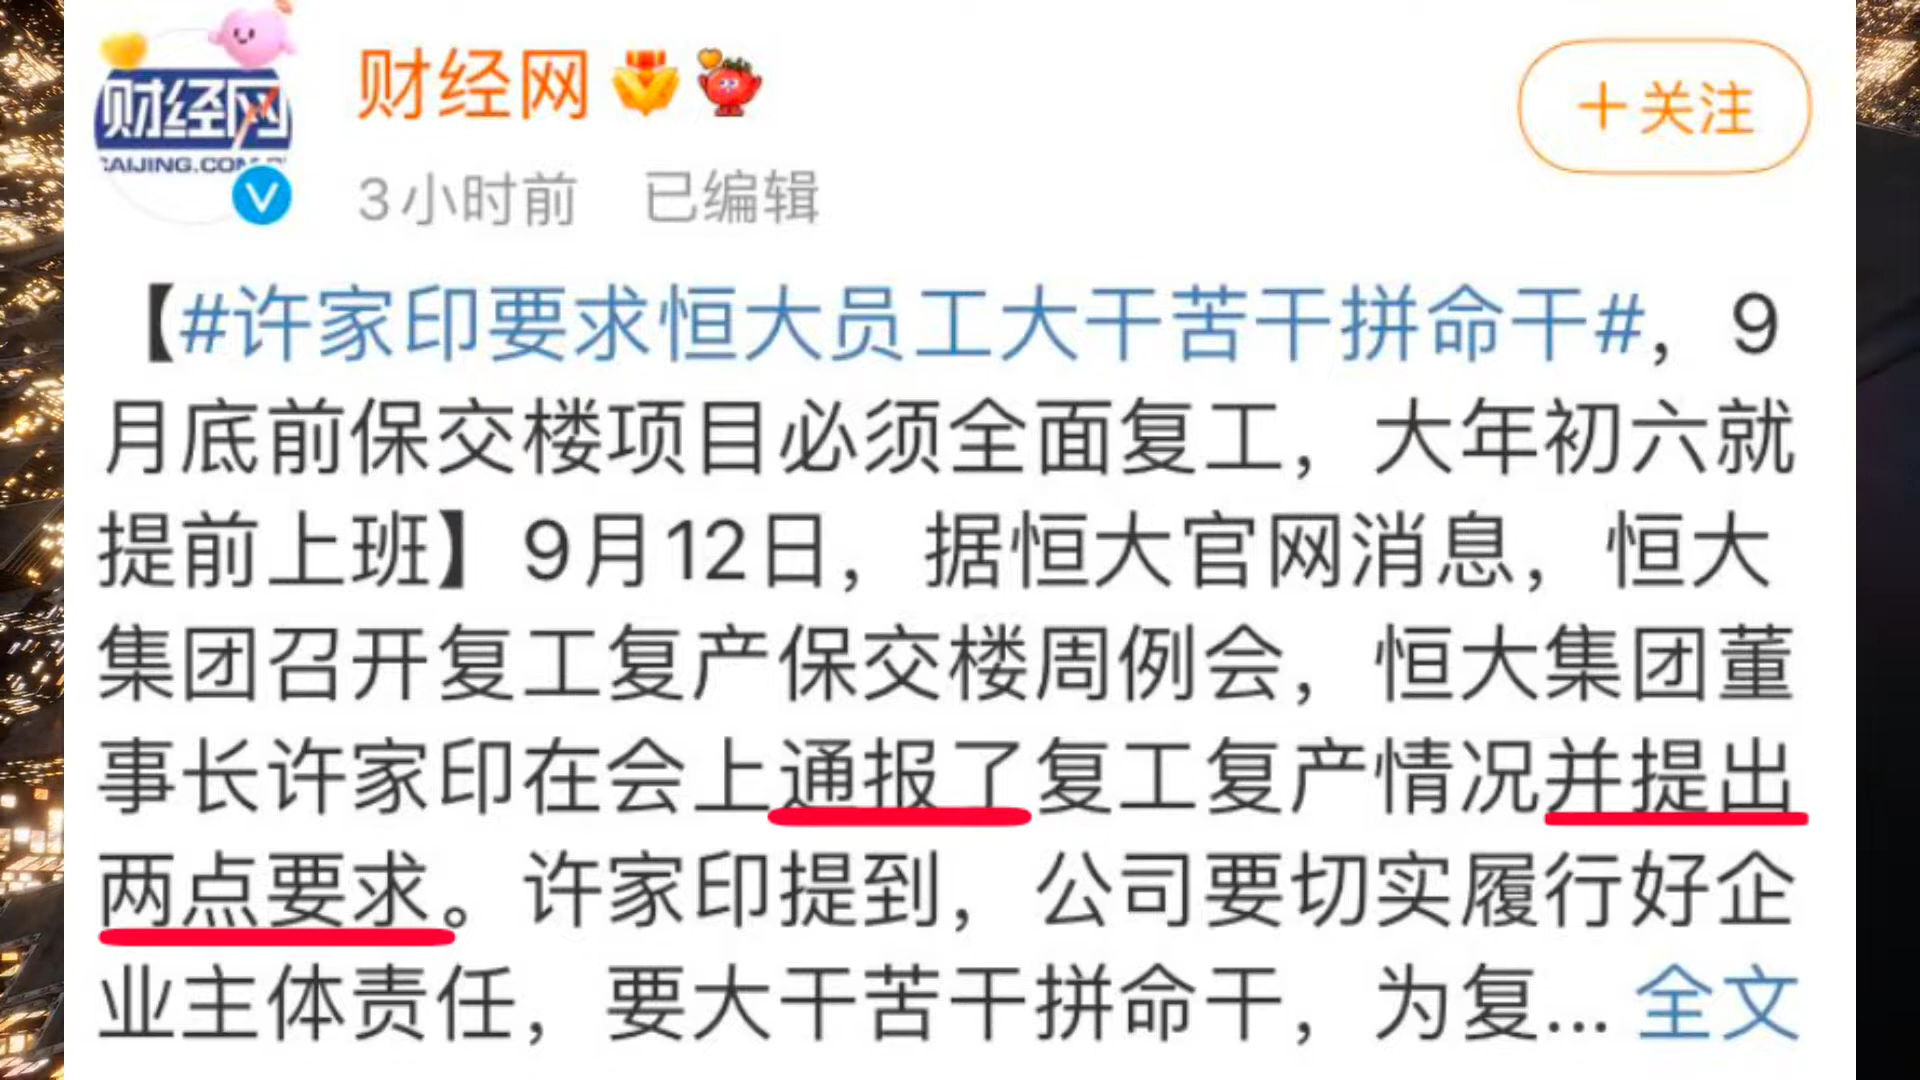 财经网
CAIJING.COM.CN
财经网
+关注
3小时前 已编辑
【#许家印要求恒大员工大干苦干拼命干#，9
月底前保交楼项目必须全面复工，大年初六就
提前上班】9月12日，据恒大官网消息，恒大
集团召开复工复产保交楼周例会，恒大集团董
事长许家印在会上通报了复工复产情况并提出
两点要求。许家印提到，公司要切实履行好企
业主体责任，要大干苦干拼命干，为复... 全文